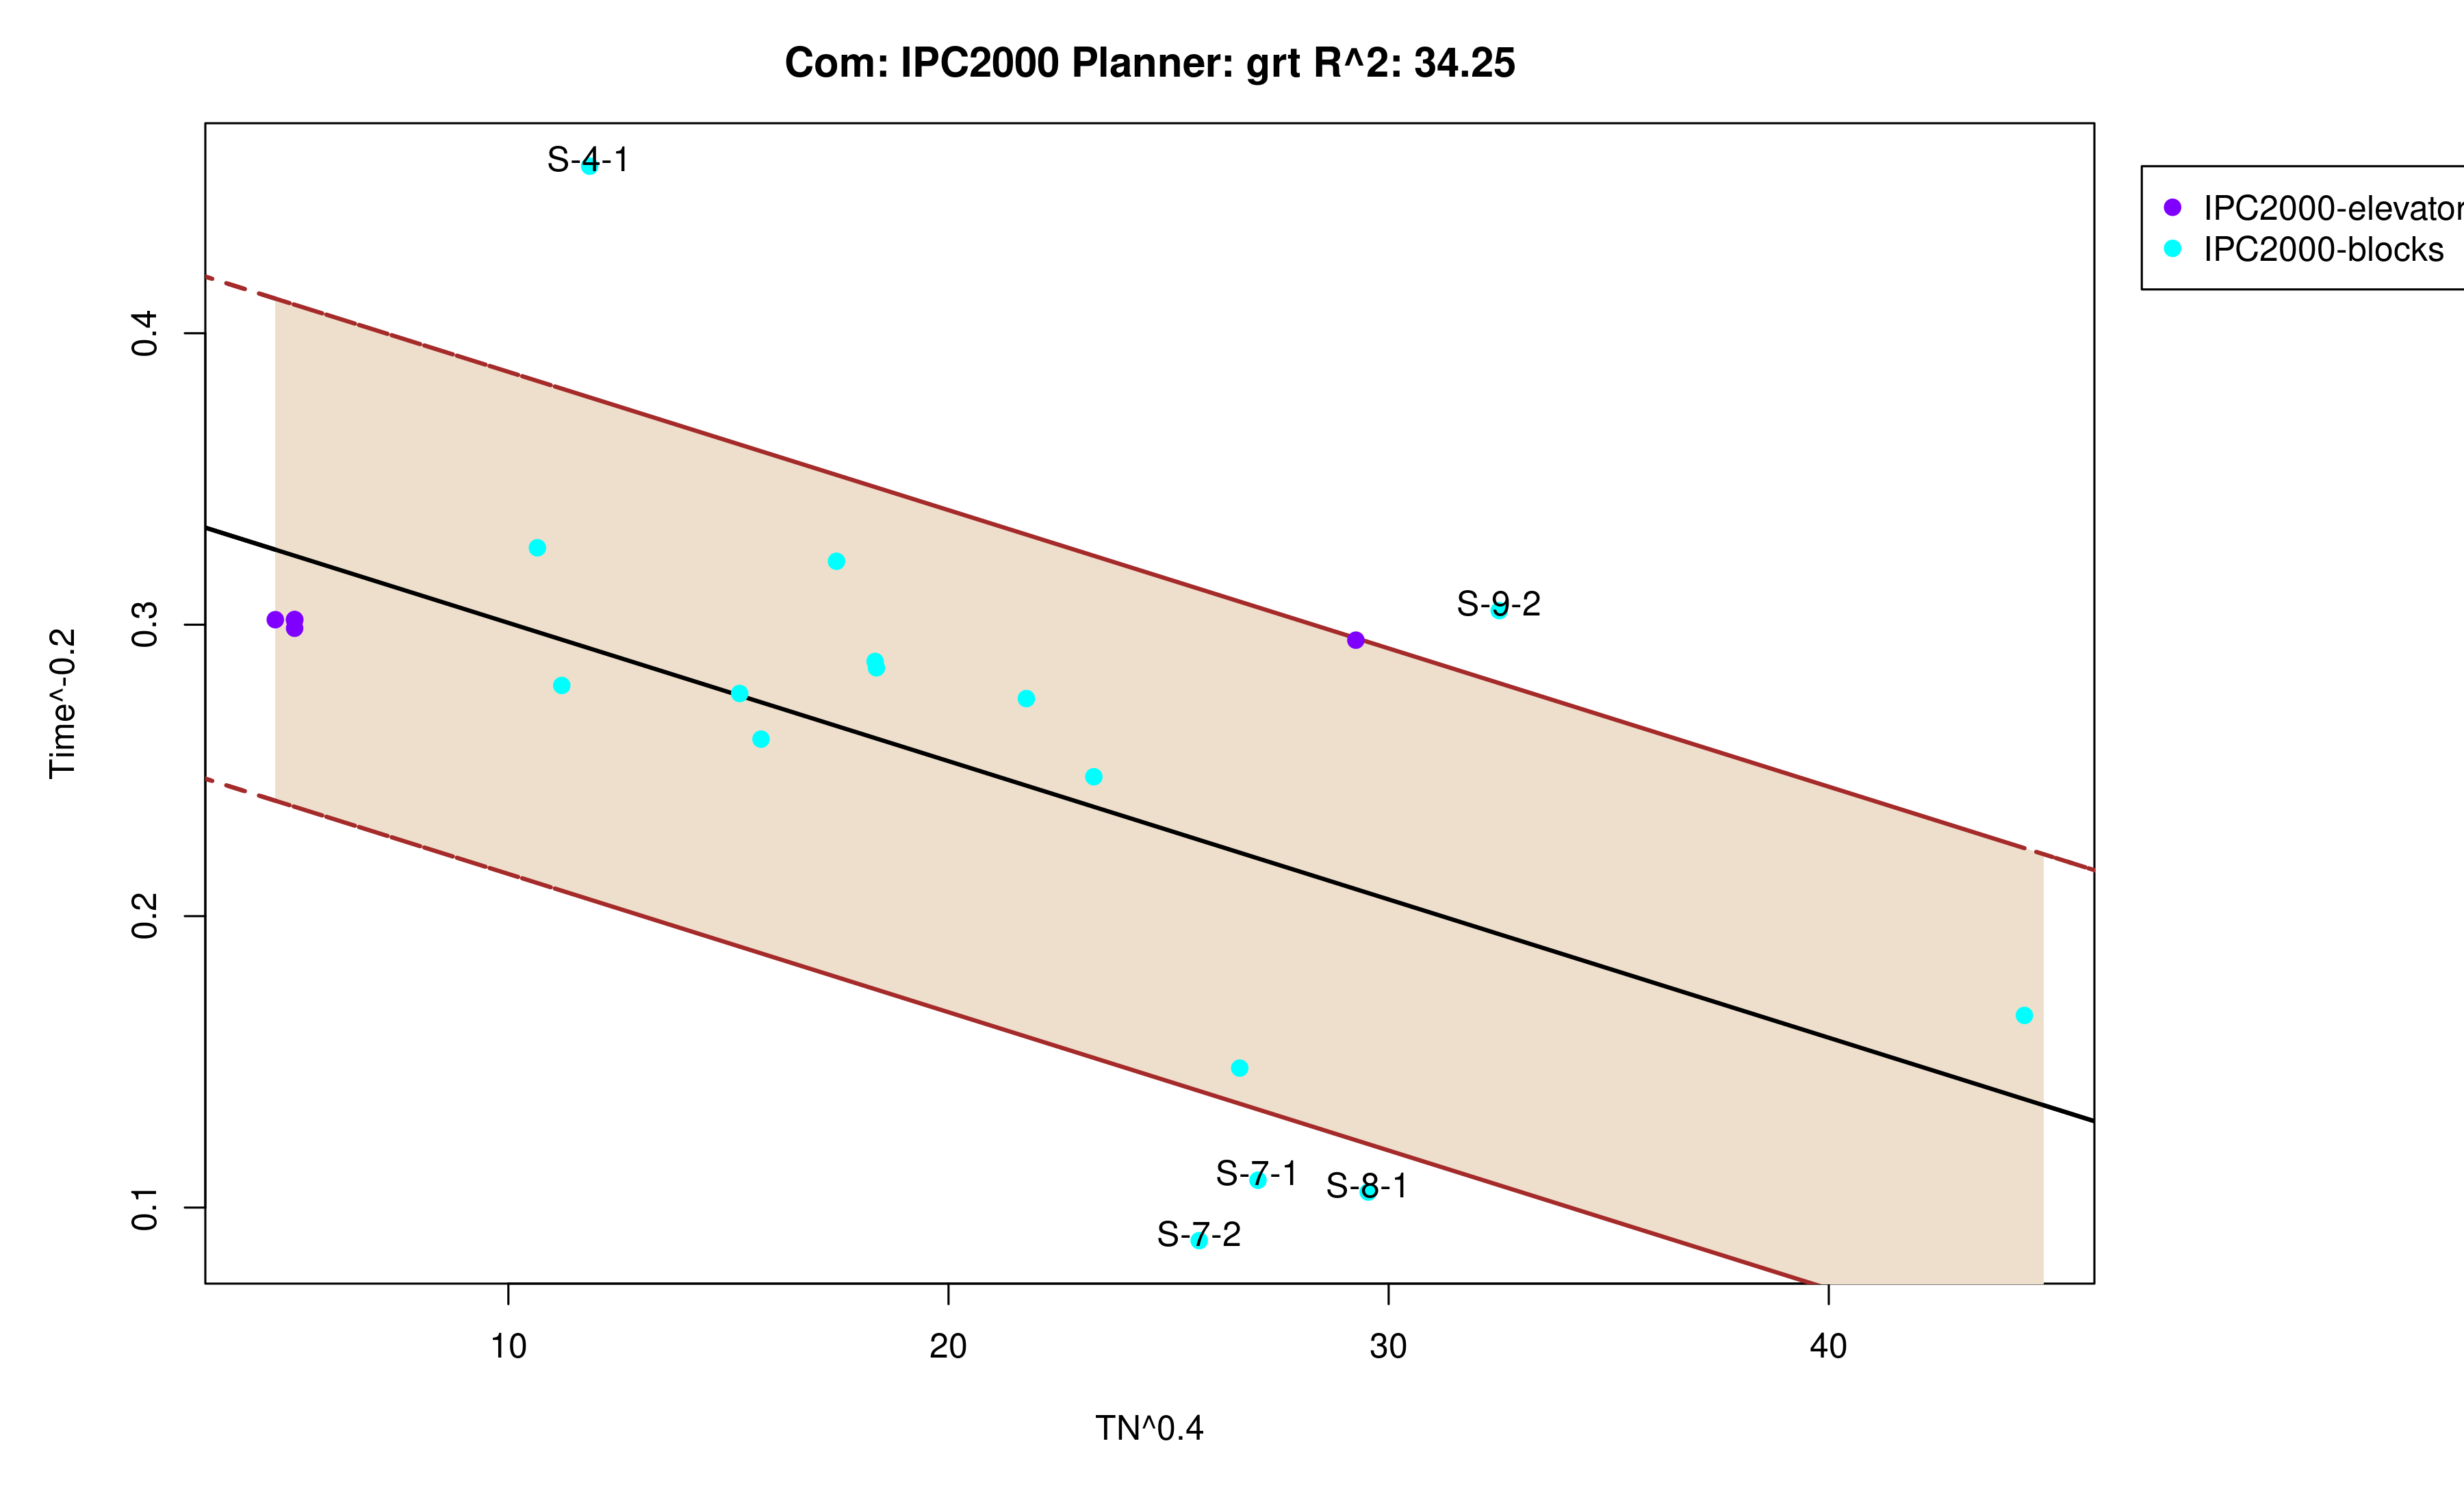 Com: IPC2000 Planner: grt R^2: 34.25
S-4-1
IPC2000-elevator
IPC2000-blocks
0.4
0.3
0.2
0.1
Time^-0.2
S-9-2
S-7-1
S-8-1
S-7-2
10 20 30 40
TN^0.4